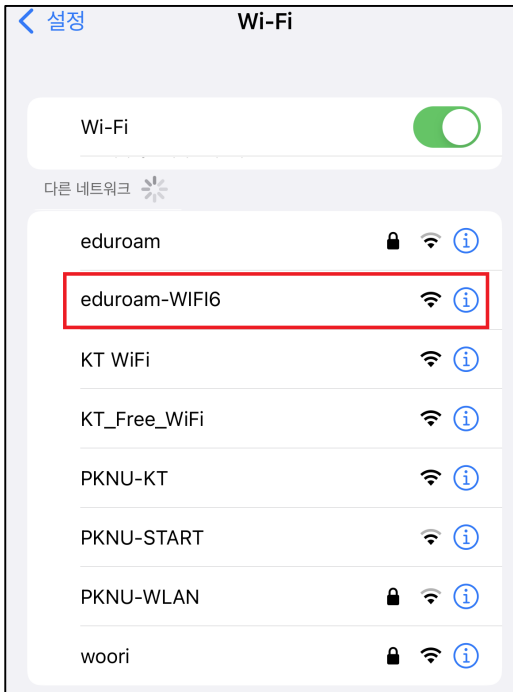 설정 Wi-Fi
Wi-Fi
다른 네트워크
eduroam
eduroam-WIFI6
KT WiFi
KT_Free_WiFi
PKNU-KT
PKNU-START
PKNU-WLAN
woori